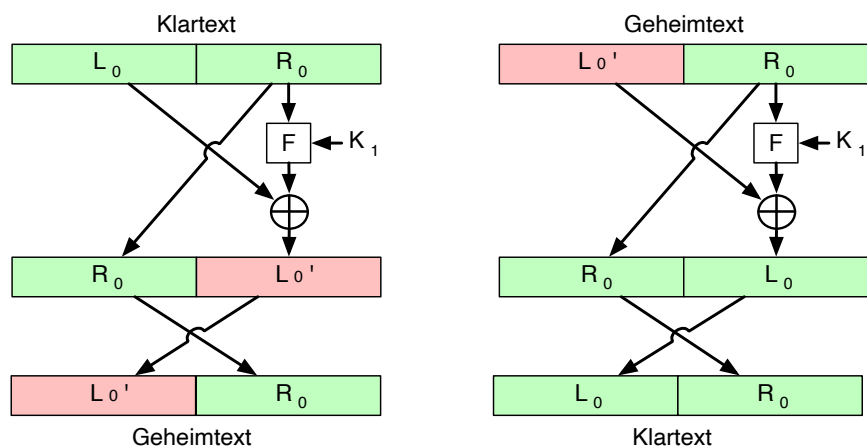 Klartext
L 0 R 0
F K 1
R 0 L 0 '
L 0 ' R 0
Geheimtext
Geheimtext
L 0 ' R 0
F K 1
R 0 L 0
L 0 R 0
Klartext